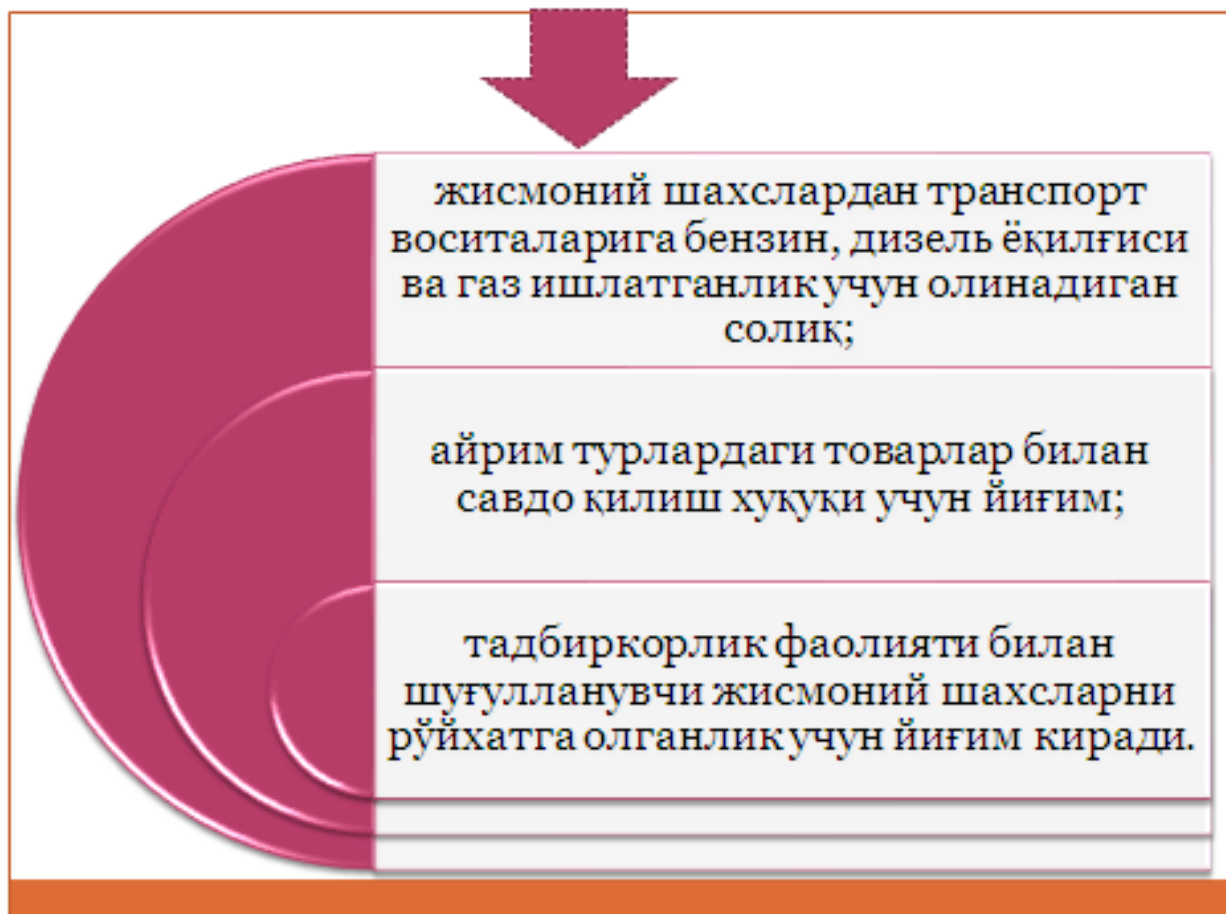 жисмоний шахслардан транспорт
воситаларига бензин, дизель ёқилғиси
ва газ ишлатганлик учун олинадиган
солиқ;
айрим турлардаги товарлар билан
савдо қилиш хуқуқи учун йиғим;
тадбиркорлик фаолияти билан
шуғулланувчи жисмоний шахсларни
рўйхатга олганлик учун йиғим киради.